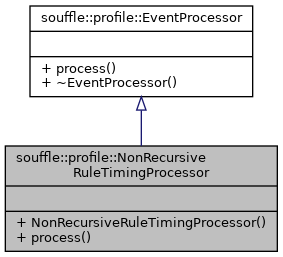 souffle::profile::EventProcessor
+ process()
+ ~EventProcessor()
souffle::profile::NonRecursive
RuleTimingProcessor
+ NonRecursiveRuleTimingProcessor()
+ process()